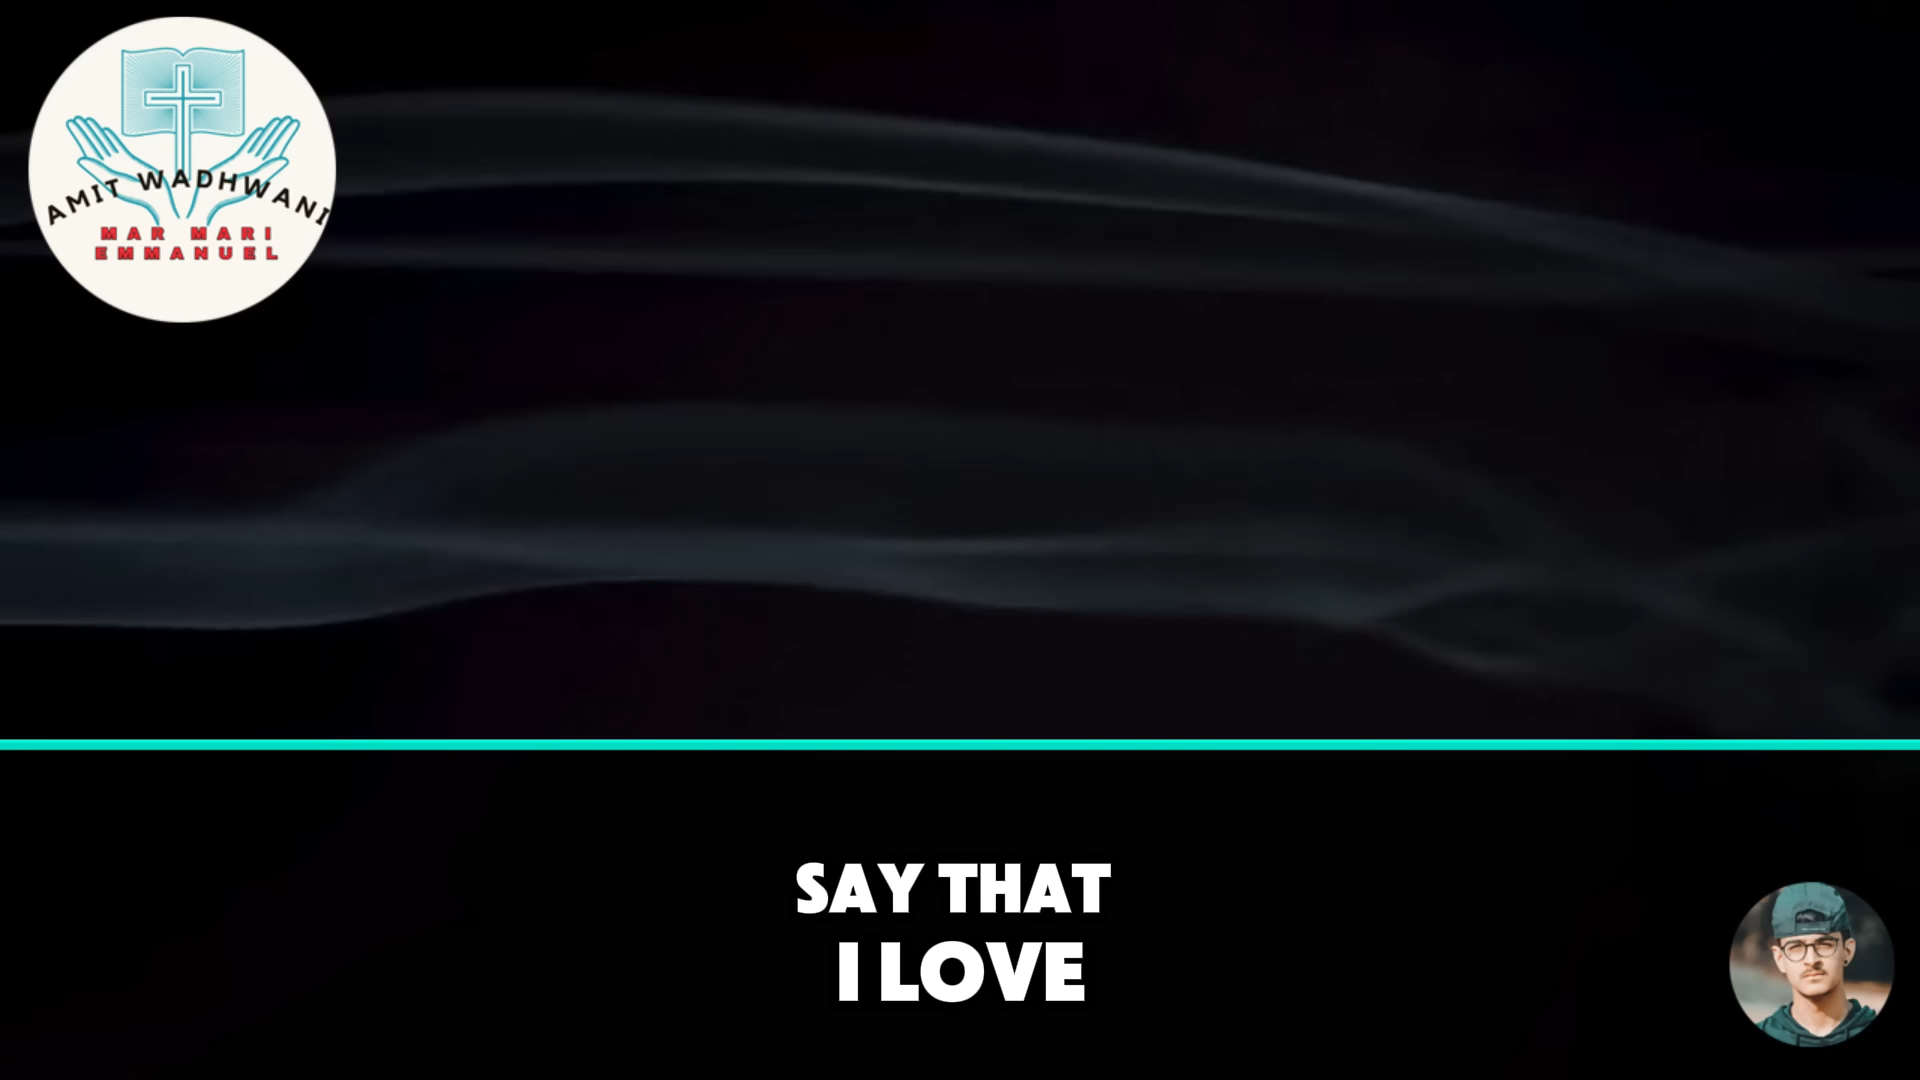 AMIT WADHWANI
MAR MARI
EMMANUEL
SAY THAT
I LOVE